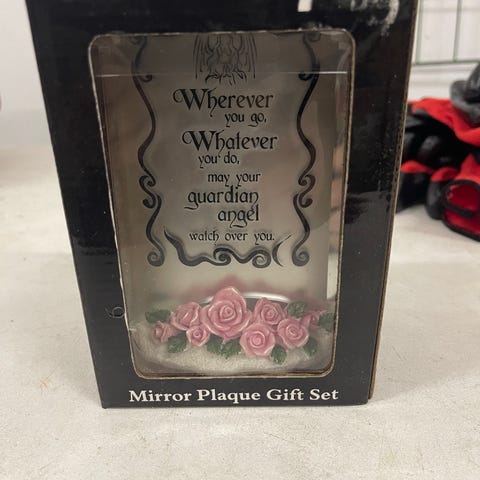 Wherever
you go,
Whatever
you do,
may your
guardian
angel
watch over you.
Mirror Plaque Gift Set